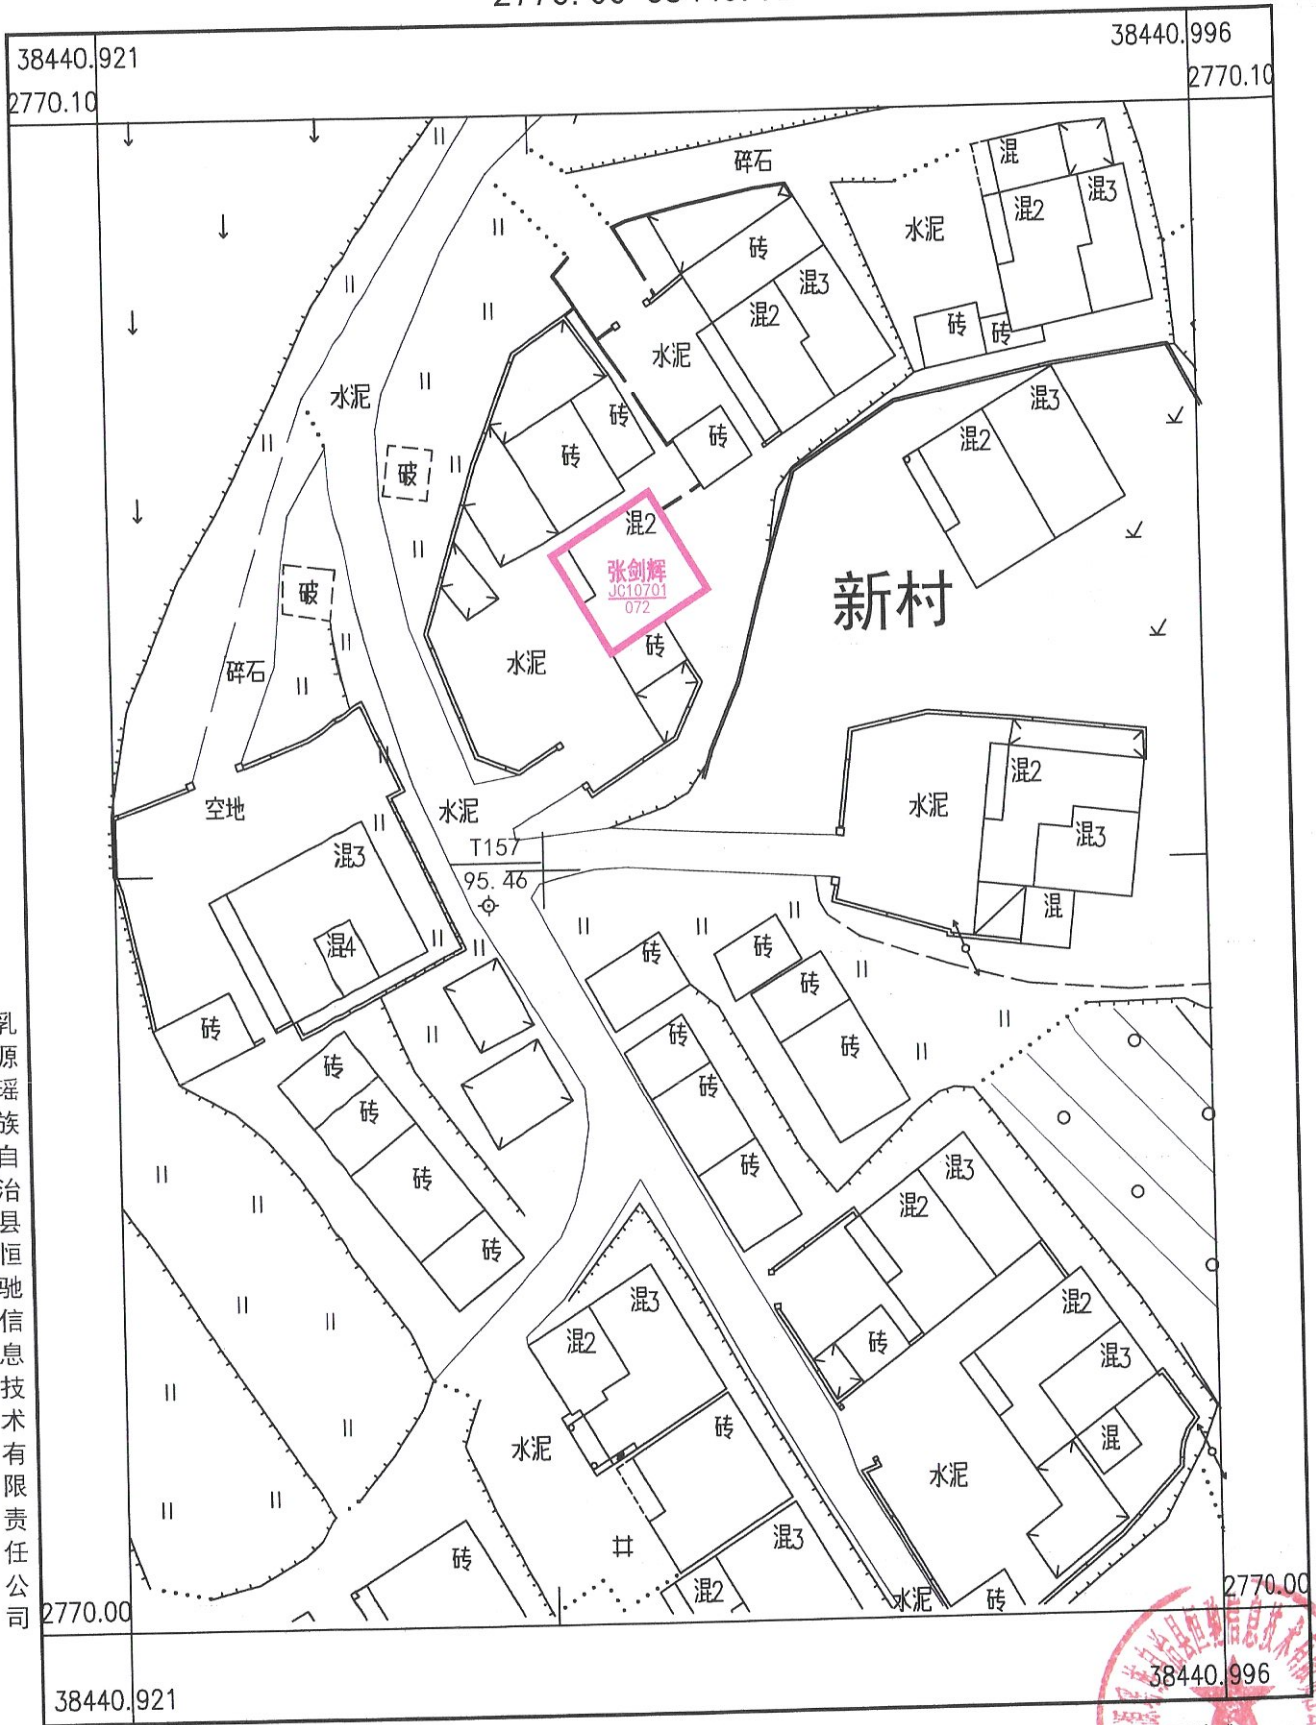 38440.921
38440.996
2770.10
2770.10
碎石
混
混3
混2
水泥
砖
混3
混2
砖
砖
水泥
水泥
砖
混3
砖
混2
砖
破
混2
张剑辉
JC10701
072
破
新村
砖
水泥
碎石
混2
空地
水泥
水泥
混3
T157
混3
95.46
混
混4
砖
砖
砖
砖
砖
砖
砖
砖
砖
砖
砖
混3
砖
混2
砖
混3
混2
混2
砖
混3
砖
混
水泥
水泥
混3
砖
混2
水泥
砖
乳源瑶族自治县恒驰信息技术有限责任公司
2770.00
2770.00
38440.921
38440.996